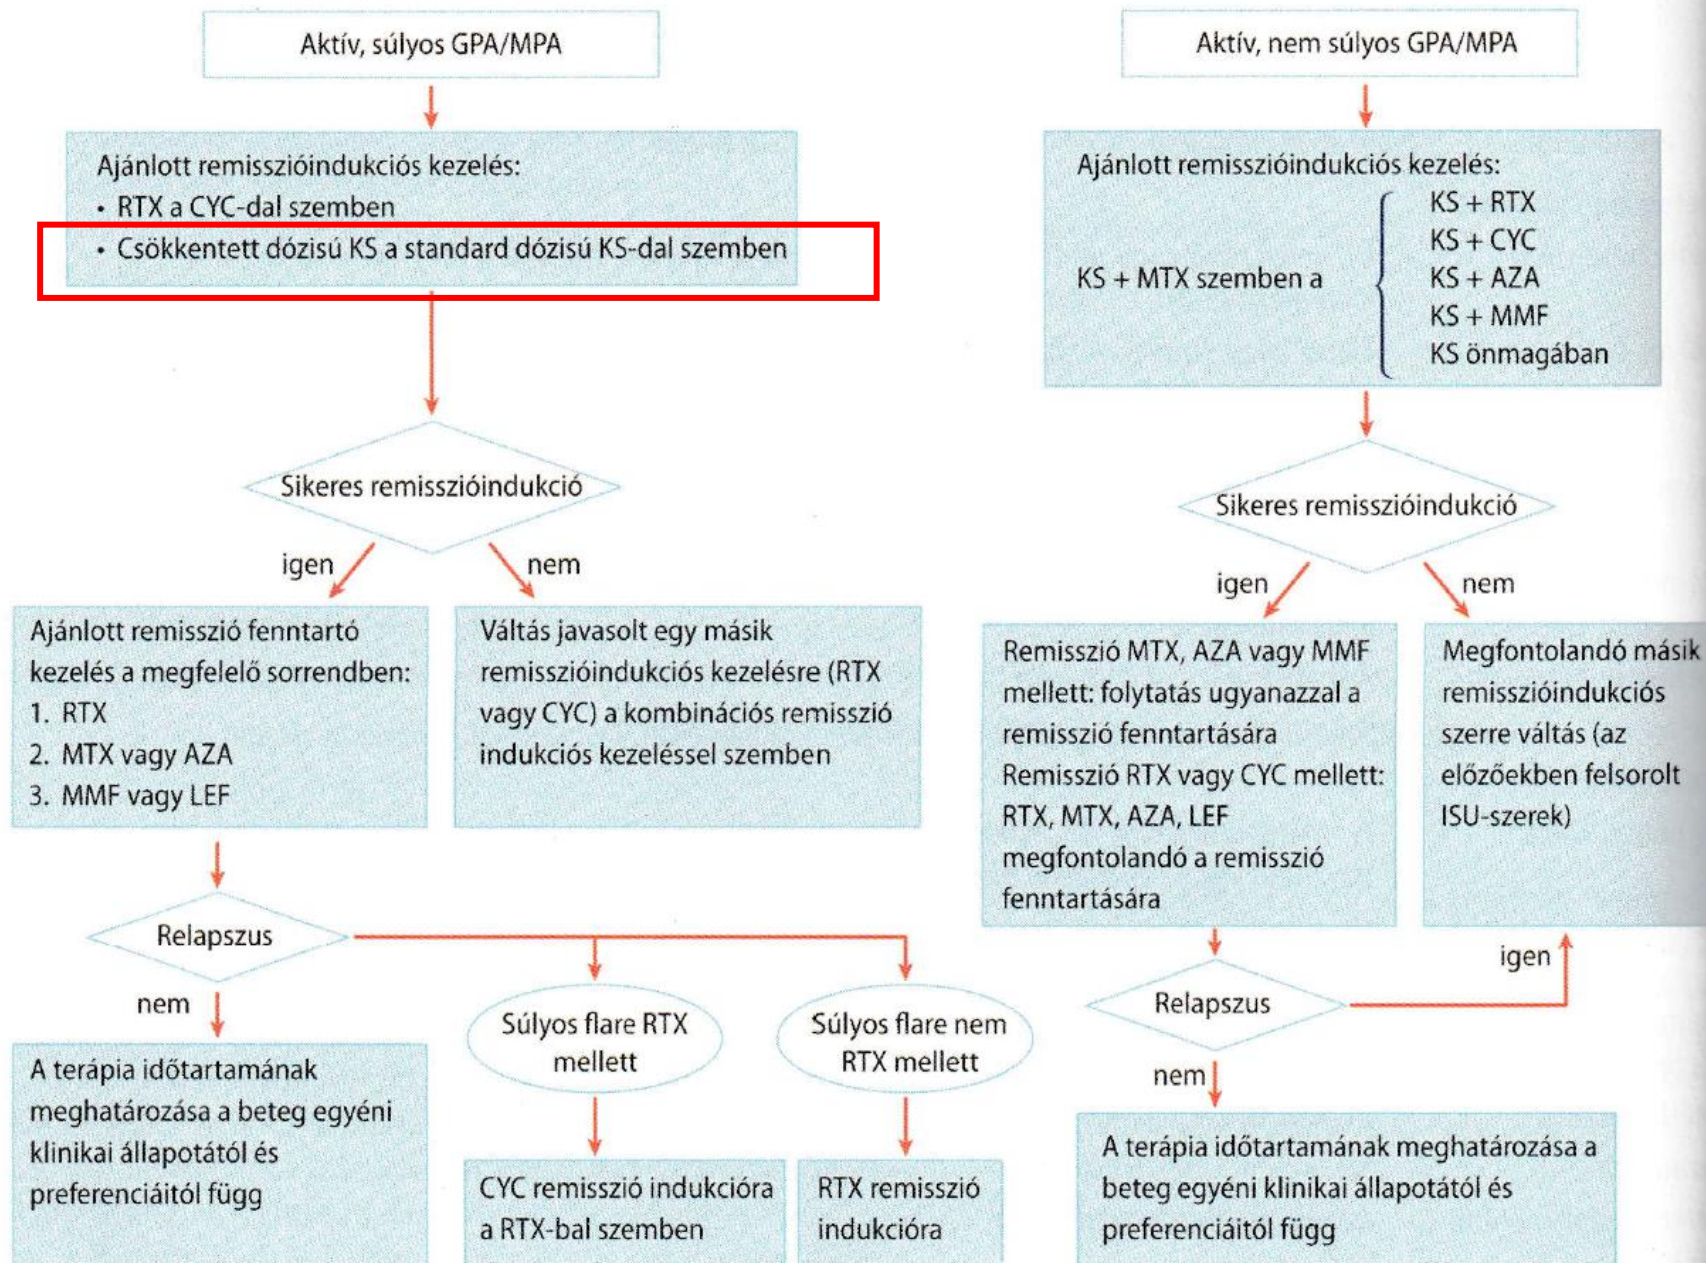 Aktív, súlyos GPA/MPA
Ajánlott remisszióindukciós kezelés:
• RTX a CYC-dal szemben
• Csökkentett dózisú KS a standard dózisú KS-dal szemben
Sikeres remisszióindukció
igen
nem
Ajánlott remisszió fenntartó
kezelés a megfelelő sorrendben:
1. RTX
2. MTX vagy AZA
3. MMF vagy LEF
Váltás javasolt egy másik
remisszióindukciós kezelésre (RTX
vagy CYC) a kombinációs remisszió
indukciós kezeléssel szemben
Relapszus
nem
A terápia időtartamának
meghatározása a beteg egyéni
klinikai állapotától és
preferenciáitól függ
Súlyos flare RTX
mellett
CYC remisszió indukcióra
a RTX-bal szemben
Súlyos flare nem
RTX mellett
RTX remisszió
indukcióra
Aktív, nem súlyos GPA/MPA
Ajánlott remisszióindukciós kezelés:
KS + MTX szemben a
KS + RTX
KS + CYC
KS + AZA
KS + MMF
KS önmagában
Sikeres remisszióindukció
igen
nem
Remisszió MTX, AZA vagy MMF
mellett: folytatás ugyanazzal a
remisszió fenntartására
Remisszió RTX vagy CYC mellett:
RTX, MTX, AZA, LEF
megfontolandó a remisszió
fenntartására
Megfontolandó másik
remisszióindukciós
szerre váltás (az
előzőekben felsorolt
ISU-szerek)
Relapszus
igen
nem
A terápia időtartamának meghatározása a
beteg egyéni klinikai állapotától és
preferenciáitól függ